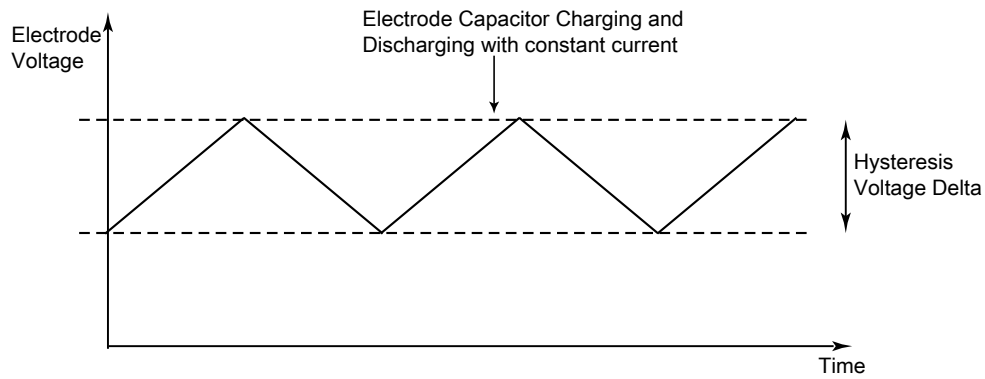 Electrode
Voltage
Electrode Capacitor Charging and
Discharging with constant current
Hysteresis
Voltage Delta
Time